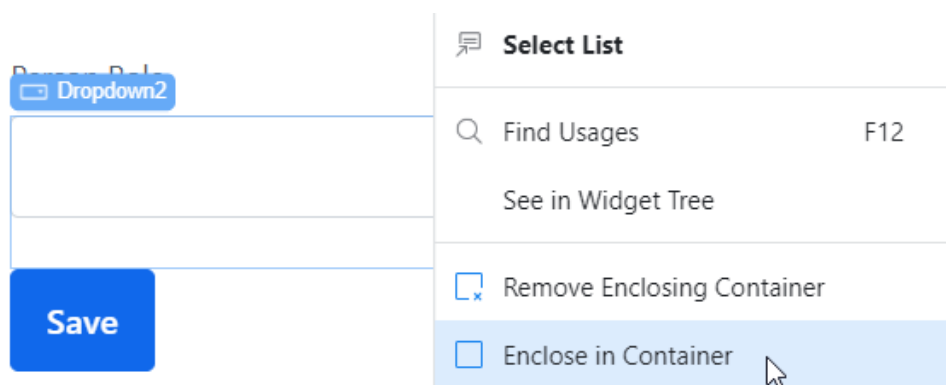 Select List
Dropdown2
Find Usages F12
See in Widget Tree
Remove Enclosing Container
Save
Enclose in Container